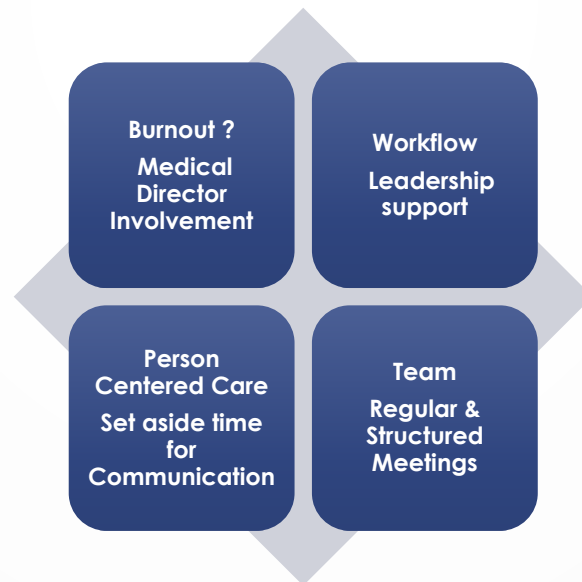 Burnout ?
Medical
Director
Involvement
Workflow
Leadership
support
Person
Centered Care
Set aside time
for
Communication
Team
Regular &
Structured
Meetings